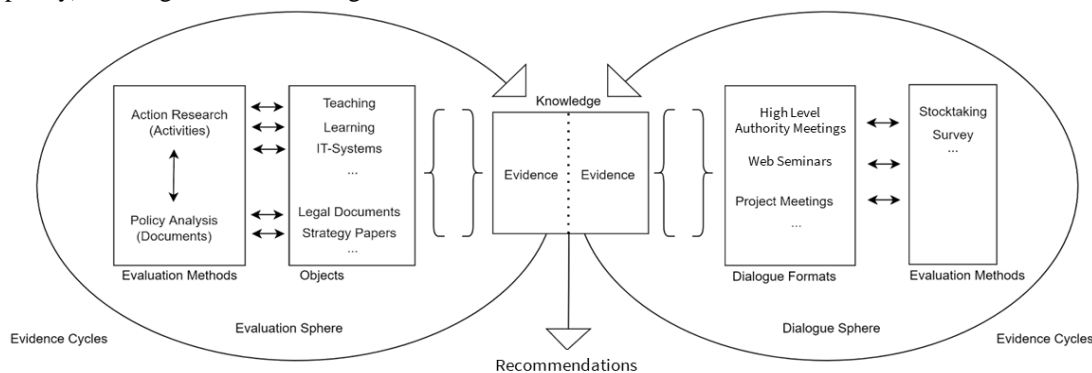 Knowledge
Action Research
(Activities)
Policy Analysis
(Documents)
Evaluation Methods
Teaching
Learning
IT-Systems
...
Legal Documents
Strategy Papers
...
Objects
Evidence
Evidence
High Level
Authority Meetings
Web Seminars
Project Meetings
...
Dialogue Formats
Stocktaking
Survey
...
Evaluation Methods
Evaluation Sphere
Dialogue Sphere
Evidence Cycles
Evidence Cycles
Recommendations